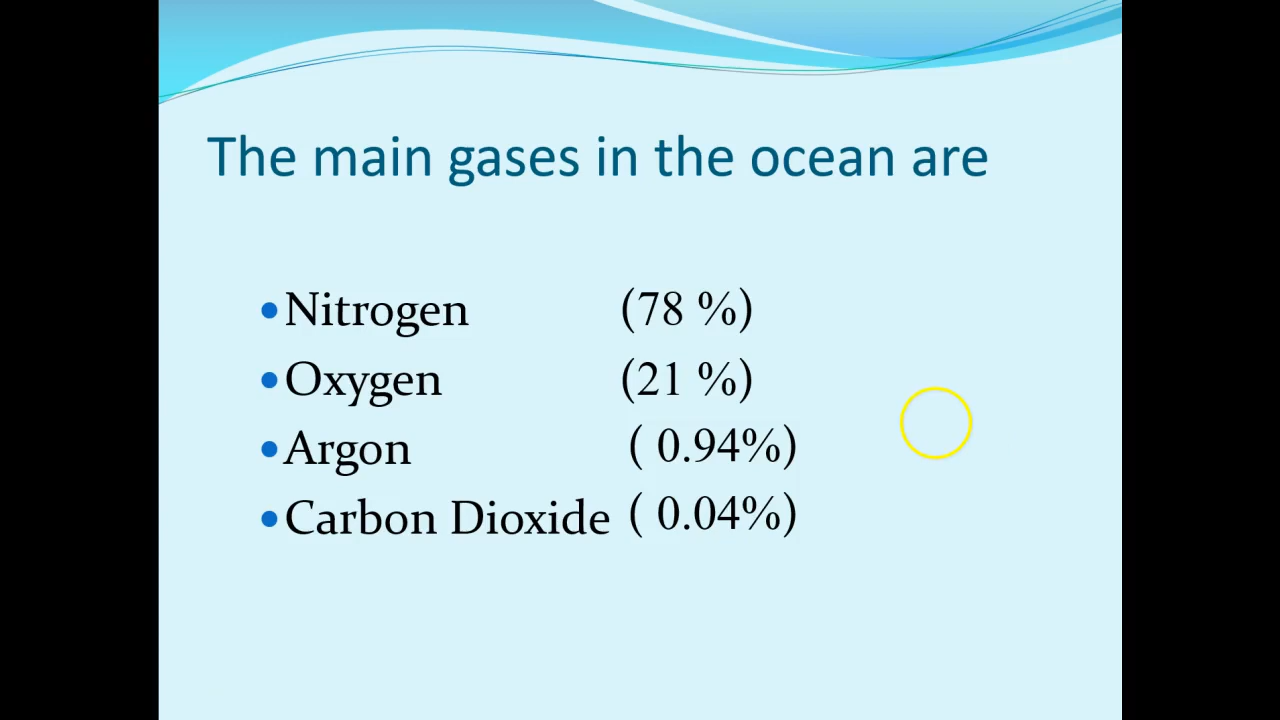 The main gases in the ocean are
•Nitrogen (78 %)
•Oxygen (21 %)
•Argon ( 0.94%)
•Carbon Dioxide ( 0.04%)